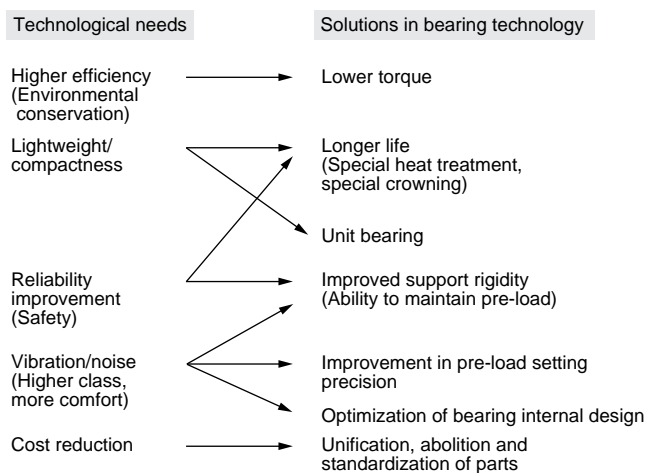 Technological needs
Solutions in bearing technology
Higher efficiency
(Environmental
conservation)
Lower torque
Lightweight/
compactness
Longer life
(Special heat treatment,
special crowning)
Unit bearing
Reliability
improvement
(Safety)
Improved support rigidity
(Ability to maintain pre-load)
Vibration/noise
(Higher class,
more comfort)
Improvement in pre-load setting
precision
Optimization of bearing internal design
Cost reduction
Unification, abolition and
standardization of parts